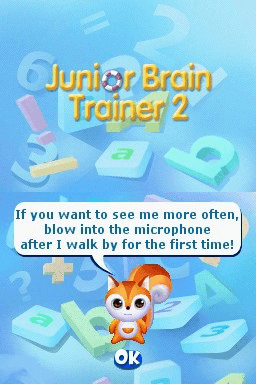 Junior Brain
Trainer 2
a
b
If you want to see me more often,
blow into the microphone
after I walk by for the first time!
OK